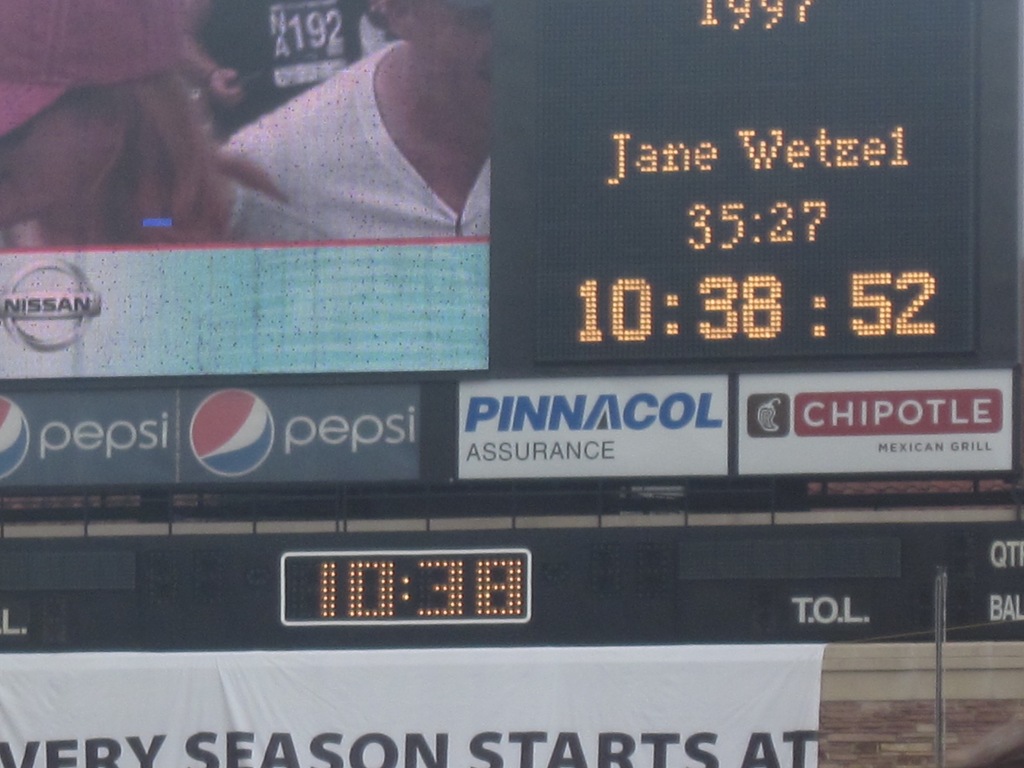 NA 192
1997
Jane Wetzel
35:27
10:38:52
NISSAN
pepsi pepsi
PINNACOL
ASSURANCE
CHIPOTLE
MEXICAN GRILL
10:38
T.O.L.
QTR
BAL
VERY SEASON STARTS AT